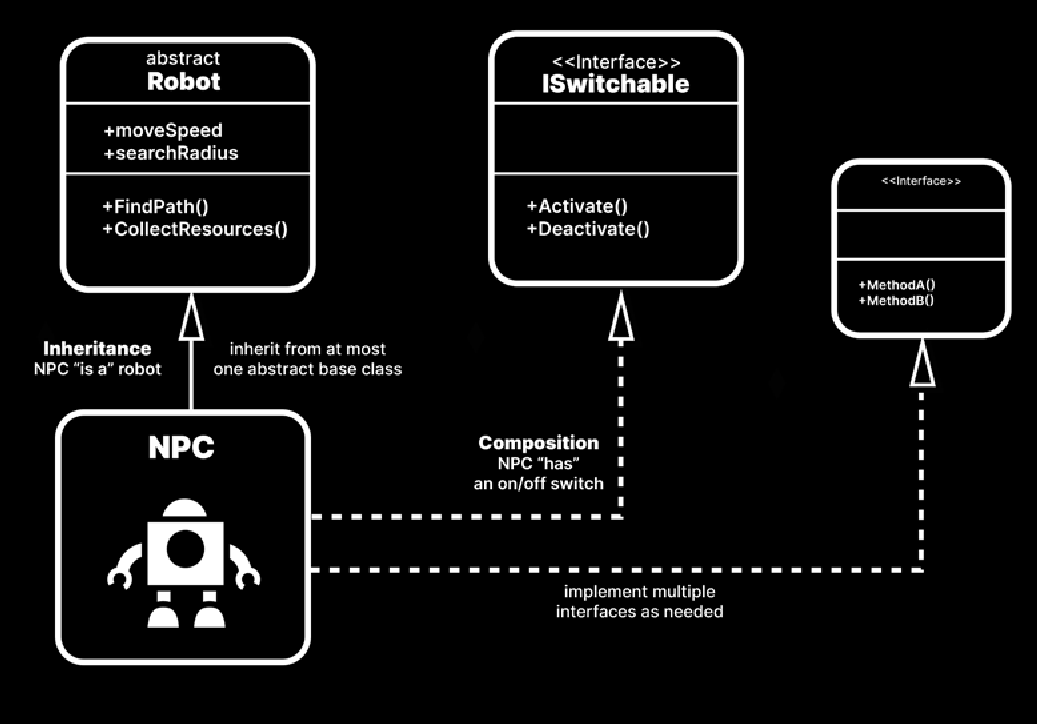 abstract
Robot
+moveSpeed
+searchRadius
+FindPath()
+CollectResources()
<<Interface>>
ISwitchable
+Activate()
+Deactivate()
<<Interface>>
+MethodA()
+MethodB()
Inheritance
NPC “is a” robot
inherit from at most
one abstract base class
NPC
Composition
NPC “has”
an on/off switch
implement multiple
interfaces as needed